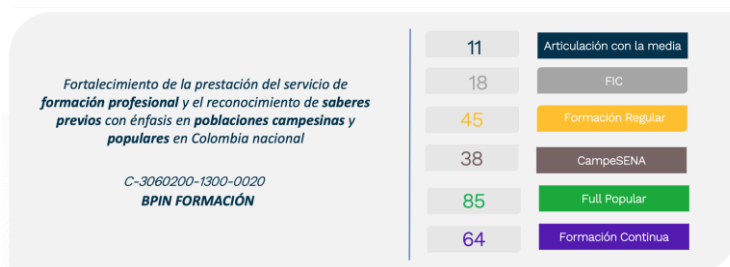 Fortalecimiento de la prestación del servicio de
formación profesional y el reconocimiento de saberes
previos con énfasis en poblaciones campesinas y
populares en Colombia nacional
C-3060200-1300-0020
BPIN FORMACIÓN
11 Articulación con la media
18 FIC
45 Formación Regular
38 CampeSENA
85 Full Popular
64 Formación Continua